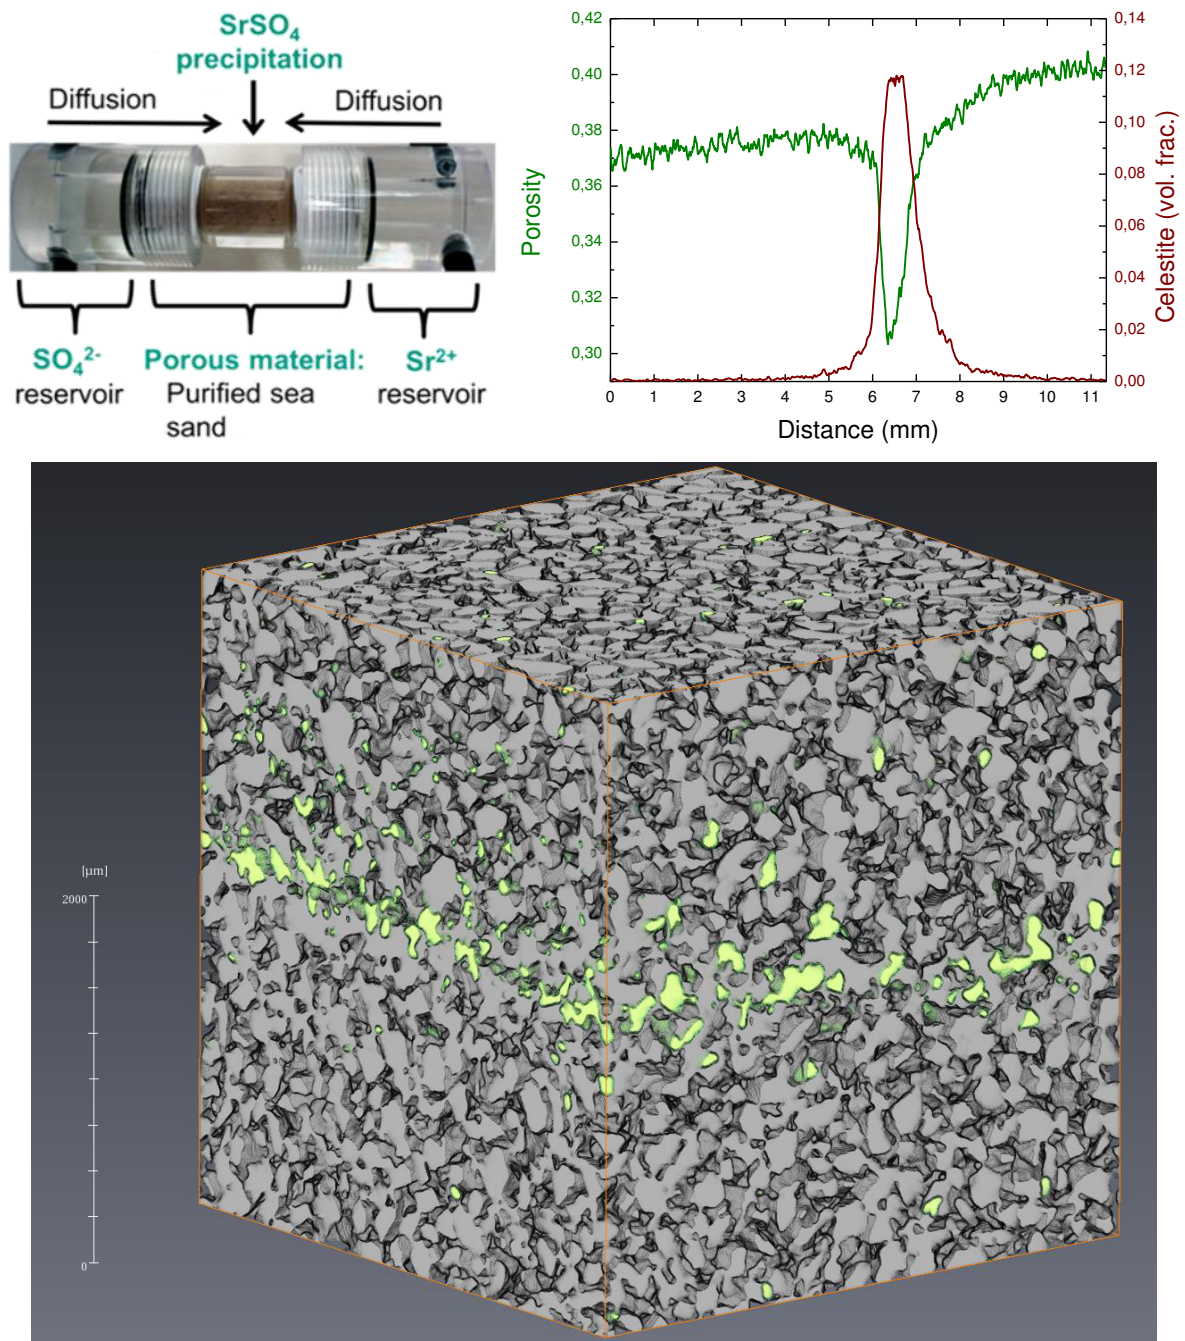 SrSO₄
precipitation
Diffusion
Diffusion
SO₄²⁻
reservoir
Porous material:
Purified sea
sand
Sr²⁺
reservoir
0,42
0,40
0,38
0,36
0,34
0,32
0,30
Porosity
0,14
0,12
0,10
0,08
0,06
0,04
0,02
0,00
Celestite (vol. frac.)
0 1 2 3 4 5 6 7 8 9 10 11
Distance (mm)
[µm]
2000
0